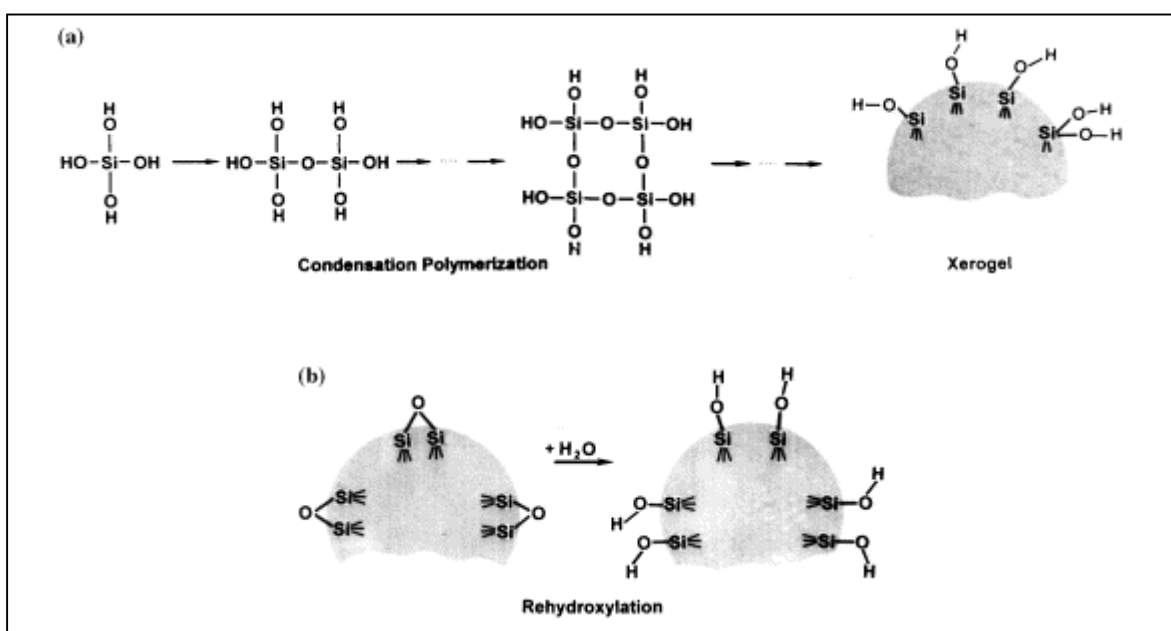 (a)
H
O
HO–Si–OH
O
H
H H
O O
HO–Si–O–Si–OH
O O
H H
H H
O O
HO–Si–O–Si–OH
O O
HO–Si–O–Si–OH
O O
H H
H
O O–H
Si Si
H–O O–H
Si Si O–H
Condensation Polymerization
Xerogel
(b)
O
Si Si
Si Si
O O
Si Si
+ H₂O
H H
O O
Si Si
H
O–Si Si–O
H
O–Si Si–O
H H
Rehydroxylation